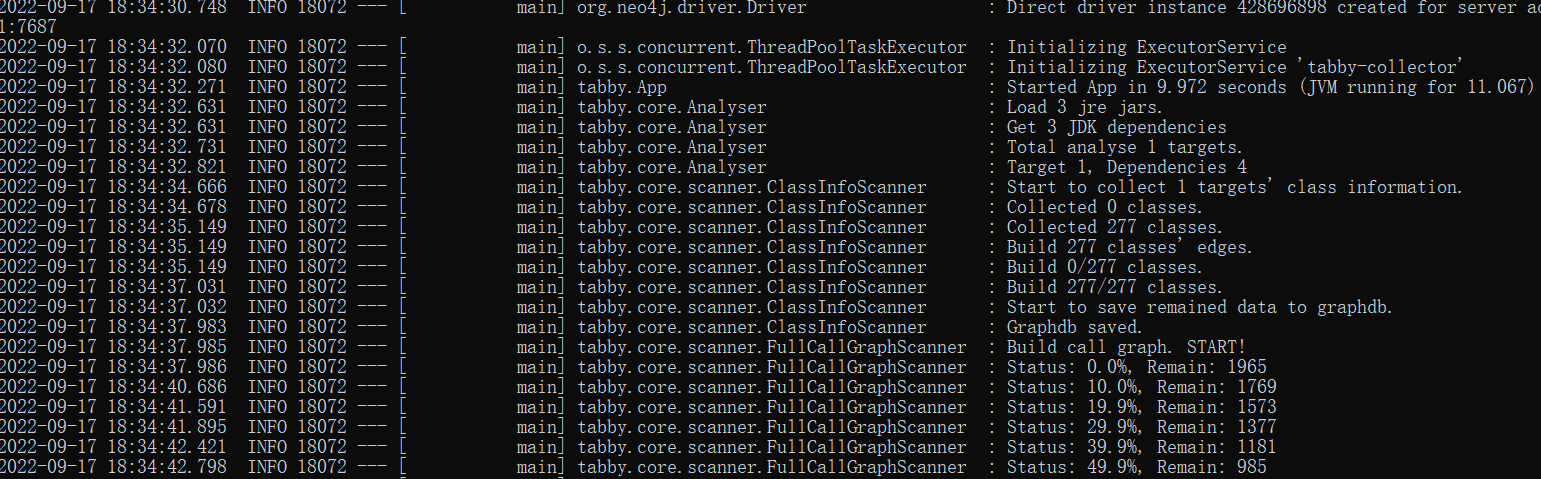 2022-09-17 18:34:30.748  INFO 18072 --- [           main] org.neo4j.driver.Driver                  : Direct driver instance 428696898 created for server ad
1:7687
2022-09-17 18:34:32.070  INFO 18072 --- [           main] o.s.s.concurrent.ThreadPoolTaskExecutor  : Initializing ExecutorService
2022-09-17 18:34:32.080  INFO 18072 --- [           main] o.s.s.concurrent.ThreadPoolTaskExecutor  : Initializing ExecutorService 'tabby-collector'
2022-09-17 18:34:32.271  INFO 18072 --- [           main] tabby.App                                : Started App in 9.972 seconds (JVM running for 11.067)
2022-09-17 18:34:32.631  INFO 18072 --- [           main] tabby.core.Analyser                      : Load 3 jre jars.
2022-09-17 18:34:32.631  INFO 18072 --- [           main] tabby.core.Analyser                      : Get 3 JDK dependencies
2022-09-17 18:34:32.731  INFO 18072 --- [           main] tabby.core.Analyser                      : Total analyse 1 targets.
2022-09-17 18:34:32.821  INFO 18072 --- [           main] tabby.core.Analyser                      : Target 1, Dependencies 4
2022-09-17 18:34:34.666  INFO 18072 --- [           main] tabby.core.scanner.ClassInfoScanner      : Start to collect 1 targets' class information.
2022-09-17 18:34:34.678  INFO 18072 --- [           main] tabby.core.scanner.ClassInfoScanner      : Collected 0 classes.
2022-09-17 18:34:35.149  INFO 18072 --- [           main] tabby.core.scanner.ClassInfoScanner      : Collected 277 classes.
2022-09-17 18:34:35.149  INFO 18072 --- [           main] tabby.core.scanner.ClassInfoScanner      : Build 277 classes' edges.
2022-09-17 18:34:35.149  INFO 18072 --- [           main] tabby.core.scanner.ClassInfoScanner      : Build 0/277 classes.
2022-09-17 18:34:37.031  INFO 18072 --- [           main] tabby.core.scanner.ClassInfoScanner      : Build 277/277 classes.
2022-09-17 18:34:37.032  INFO 18072 --- [           main] tabby.core.scanner.ClassInfoScanner      : Start to save remained data to graphdb.
2022-09-17 18:34:37.983  INFO 18072 --- [           main] tabby.core.scanner.ClassInfoScanner      : Graphdb saved.
2022-09-17 18:34:37.985  INFO 18072 --- [           main] tabby.core.scanner.FullCallGraphScanner  : Build call graph. START!
2022-09-17 18:34:37.986  INFO 18072 --- [           main] tabby.core.scanner.FullCallGraphScanner  : Status: 0.0%, Remain: 1965
2022-09-17 18:34:40.686  INFO 18072 --- [           main] tabby.core.scanner.FullCallGraphScanner  : Status: 10.0%, Remain: 1769
2022-09-17 18:34:41.591  INFO 18072 --- [           main] tabby.core.scanner.FullCallGraphScanner  : Status: 19.9%, Remain: 1573
2022-09-17 18:34:41.895  INFO 18072 --- [           main] tabby.core.scanner.FullCallGraphScanner  : Status: 29.9%, Remain: 1377
2022-09-17 18:34:42.421  INFO 18072 --- [           main] tabby.core.scanner.FullCallGraphScanner  : Status: 39.9%, Remain: 1181
2022-09-17 18:34:42.798  INFO 18072 --- [           main] tabby.core.scanner.FullCallGraphScanner  : Status: 49.9%, Remain: 985